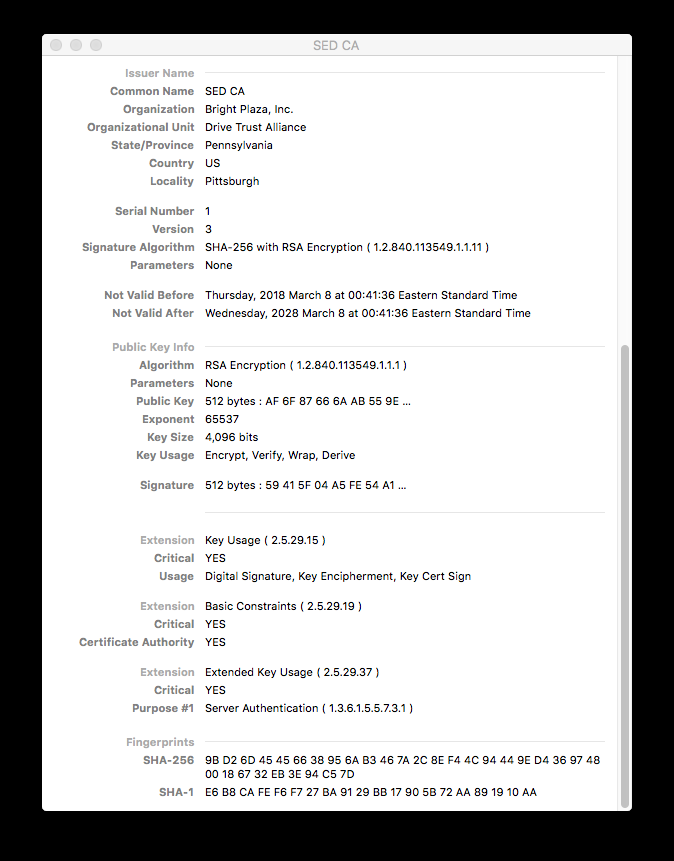 SED CA
Issuer Name
Common Name SED CA
Organization Bright Plaza, Inc.
Organizational Unit Drive Trust Alliance
State/Province Pennsylvania
Country US
Locality Pittsburgh
Serial Number 1
Version 3
Signature Algorithm SHA-256 with RSA Encryption ( 1.2.840.113549.1.1.11 )
Parameters None
Not Valid Before Thursday, 2018 March 8 at 00:41:36 Eastern Standard Time
Not Valid After Wednesday, 2028 March 8 at 00:41:36 Eastern Standard Time
Public Key Info
Algorithm RSA Encryption ( 1.2.840.113549.1.1.1 )
Parameters None
Public Key 512 bytes : AF 6F 87 66 6A AB 55 9E ...
Exponent 65537
Key Size 4,096 bits
Key Usage Encrypt, Verify, Wrap, Derive
Signature 512 bytes : 59 41 5F 04 A5 FE 54 A1 ...
Extension Key Usage ( 2.5.29.15 )
Critical YES
Usage Digital Signature, Key Encipherment, Key Cert Sign
Extension Basic Constraints ( 2.5.29.19 )
Critical YES
Certificate Authority YES
Extension Extended Key Usage ( 2.5.29.37 )
Critical YES
Purpose #1 Server Authentication ( 1.3.6.1.5.5.7.3.1 )
Fingerprints
SHA-256 9B D2 6D 45 45 66 38 95 6A B3 46 7A 2C 8E F4 4C 94 44 9E D4 36 97 48
00 18 67 32 EB 3E 94 C5 7D
SHA-1 E6 B8 CA FE F6 F7 27 BA 91 29 BB 17 90 5B 72 AA 89 19 10 AA